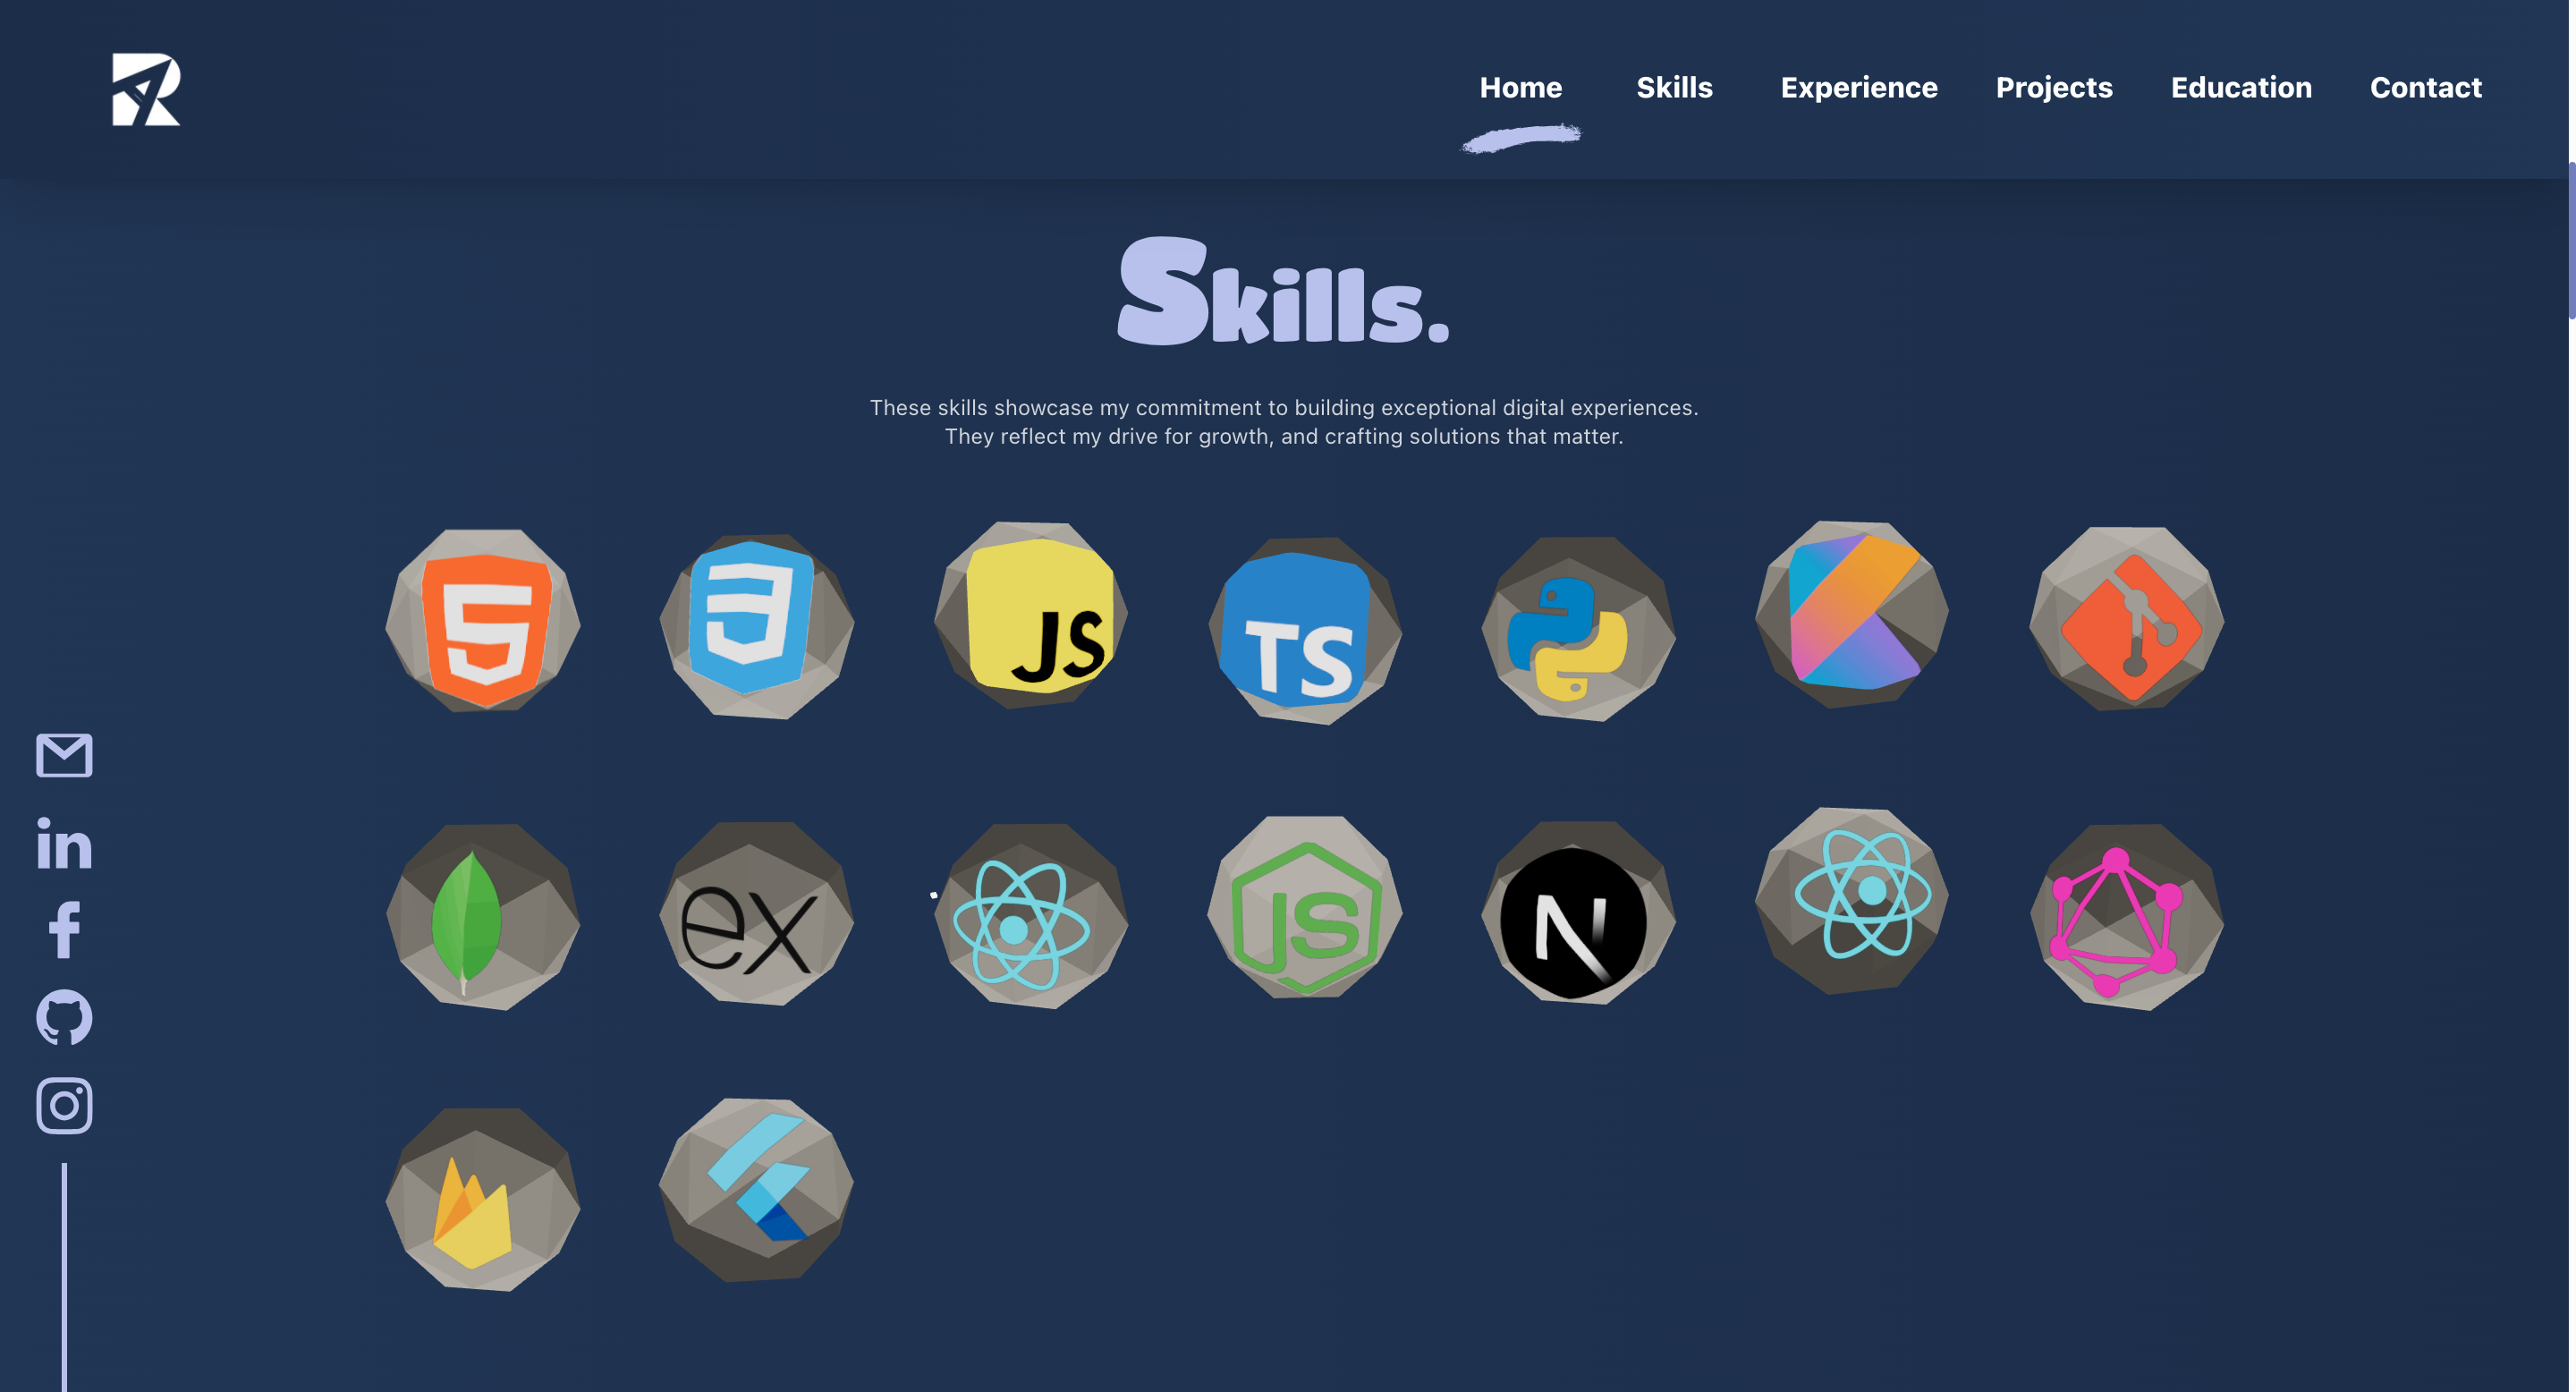 Home Skills Experience Projects Education Contact
Skills.
These skills showcase my commitment to building exceptional digital experiences.
They reflect my drive for growth, and crafting solutions that matter.
5 3 JS TS
ex JS N
in
f